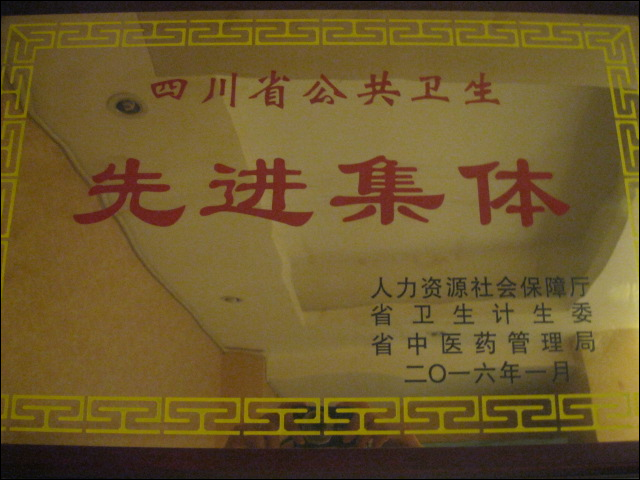 四川省公共卫生
先进集体
人力资源社会保障厅
省卫生计生委
省中医药管理局
二〇一六年一月